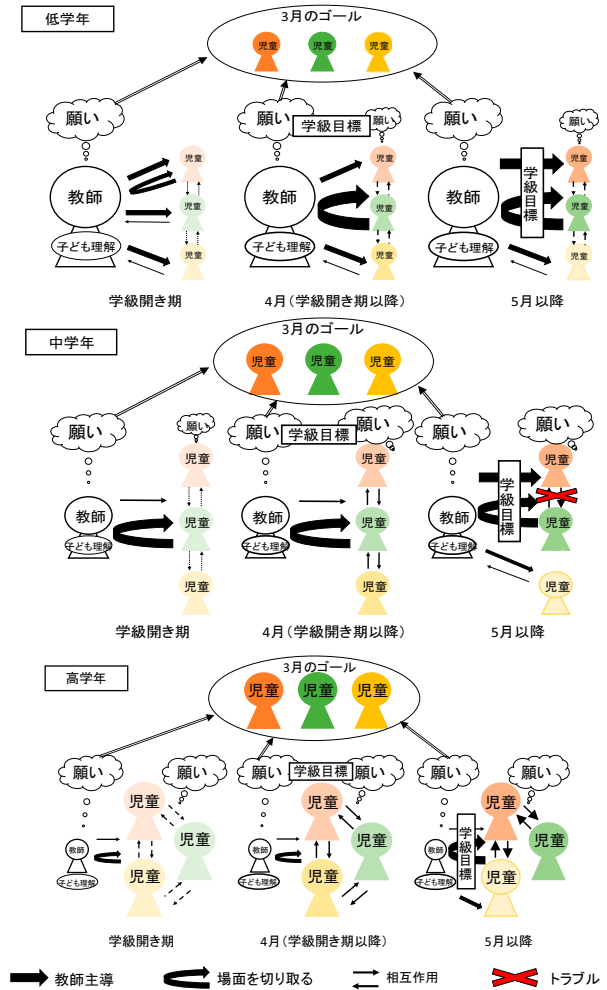 低学年
3月のゴール
児童 児童 児童
願い 願い 学級目標 願い 願い 願い
教師 児童 児童 児童
子ども理解
教師 児童 児童 児童
子ども理解
教師 学級目標 児童 児童 児童
子ども理解
学級開き期 4月(学級開き期以降) 5月以降
中学年
3月のゴール
児童 児童 児童
願い 願い 願い 学級目標 願い 願い 願い
教師 児童 児童 児童
子ども理解
教師 児童 児童 児童
子ども理解
教師 学級目標 児童 児童 児童
子ども理解
学級開き期 4月(学級開き期以降) 5月以降
高学年
3月のゴール
児童 児童 児童
願い 願い 願い 学級目標 願い 願い 願い
教師 児童 児童 児童
子ども理解
教師 児童 児童 児童
子ども理解
教師 学級目標 児童 児童 児童
子ども理解
学級開き期 4月(学級開き期以降) 5月以降
教師主導 場面を切り取る 相互作用 トラブル